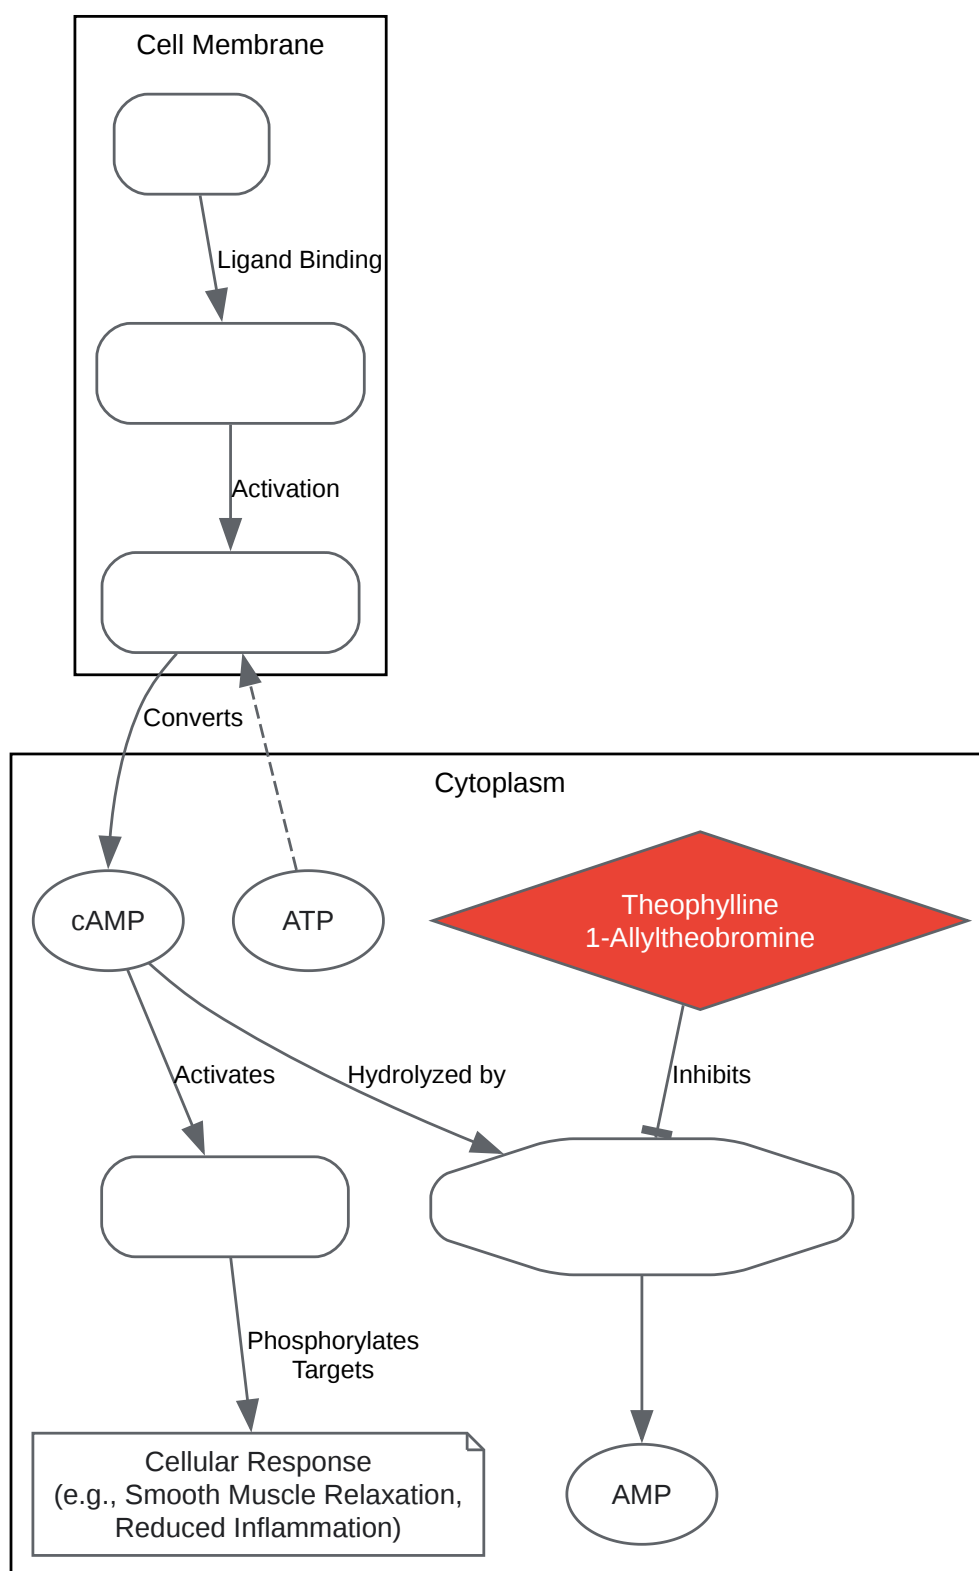 Cell Membrane
Ligand Binding
Activation
Converts
Cytoplasm
cAMP
ATP
Theophylline
1-Allyltheobromine
Activates
Hydrolyzed by
Inhibits
Phosphorylates
Targets
Cellular Response
(e.g., Smooth Muscle Relaxation,
Reduced Inflammation)
AMP